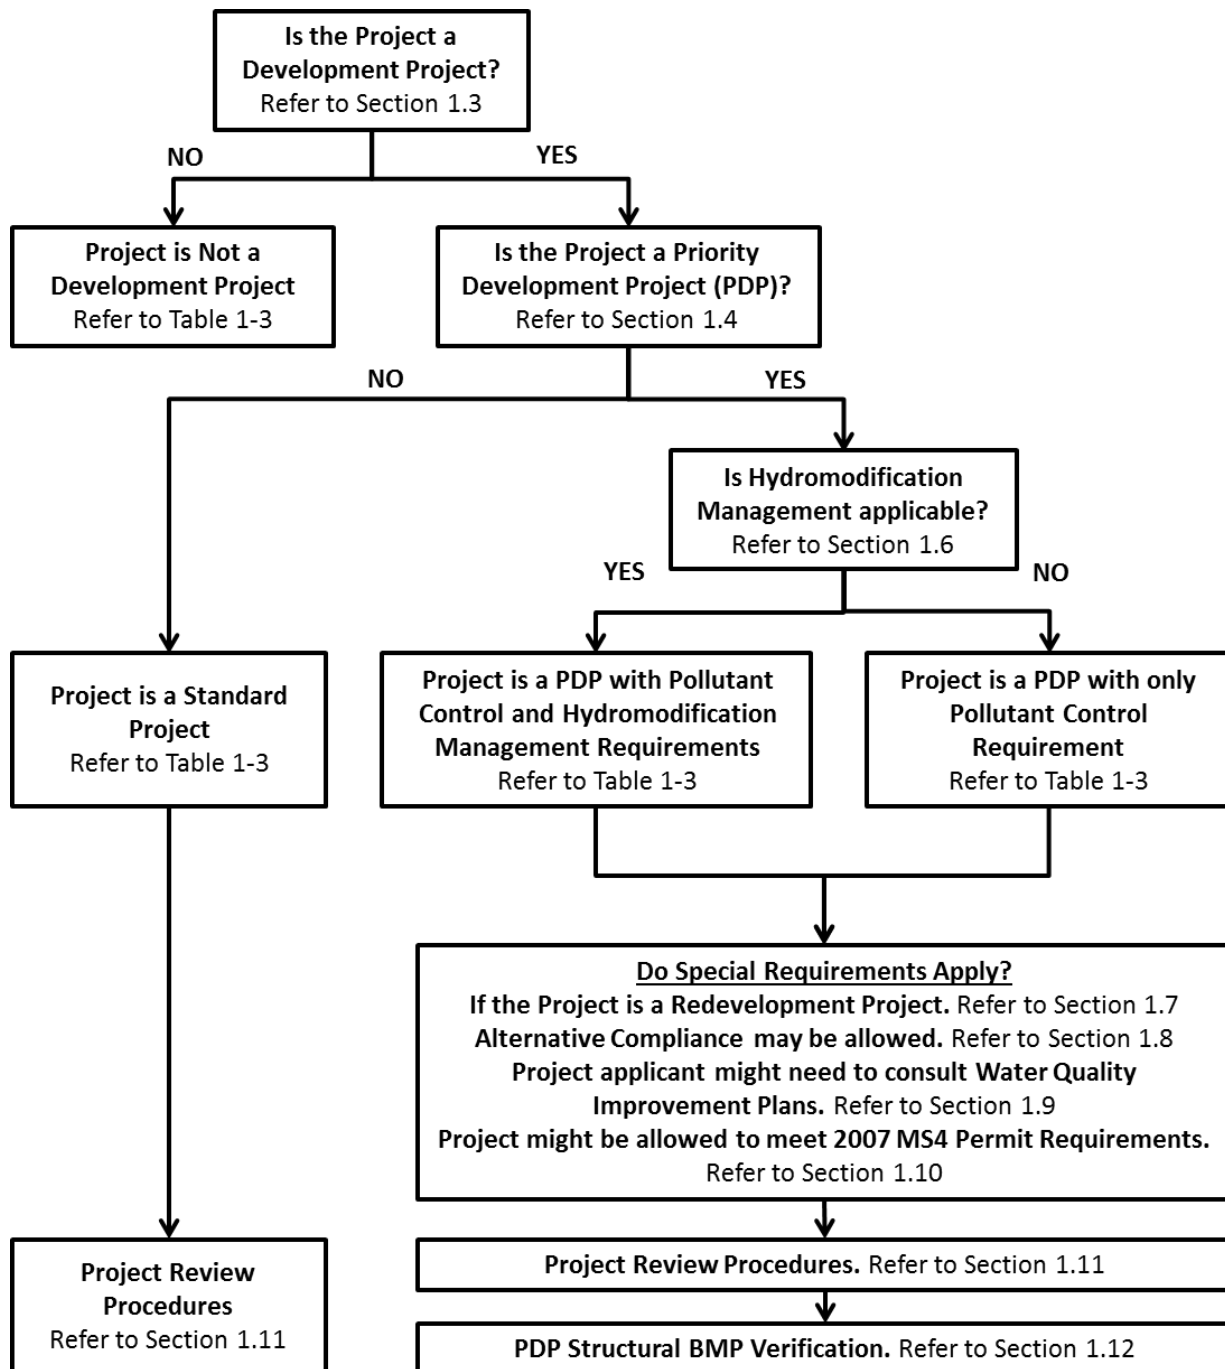 Is the Project a
Development Project?
Refer to Section 1.3
NO
YES
Project is Not a
Development Project
Refer to Table 1-3
Is the Project a Priority
Development Project (PDP)?
Refer to Section 1.4
NO
YES
Is Hydromodification
Management applicable?
Refer to Section 1.6
YES
NO
Project is a Standard
Project
Refer to Table 1-3
Project is a PDP with Pollutant
Control and Hydromodification
Management Requirements
Refer to Table 1-3
Project is a PDP with only
Pollutant Control
Requirement
Refer to Table 1-3
Do Special Requirements Apply?
If the Project is a Redevelopment Project. Refer to Section 1.7
Alternative Compliance may be allowed. Refer to Section 1.8
Project applicant might need to consult Water Quality
Improvement Plans. Refer to Section 1.9
Project might be allowed to meet 2007 MS4 Permit Requirements.
Refer to Section 1.10
Project Review
Procedures
Refer to Section 1.11
Project Review Procedures. Refer to Section 1.11
PDP Structural BMP Verification. Refer to Section 1.12